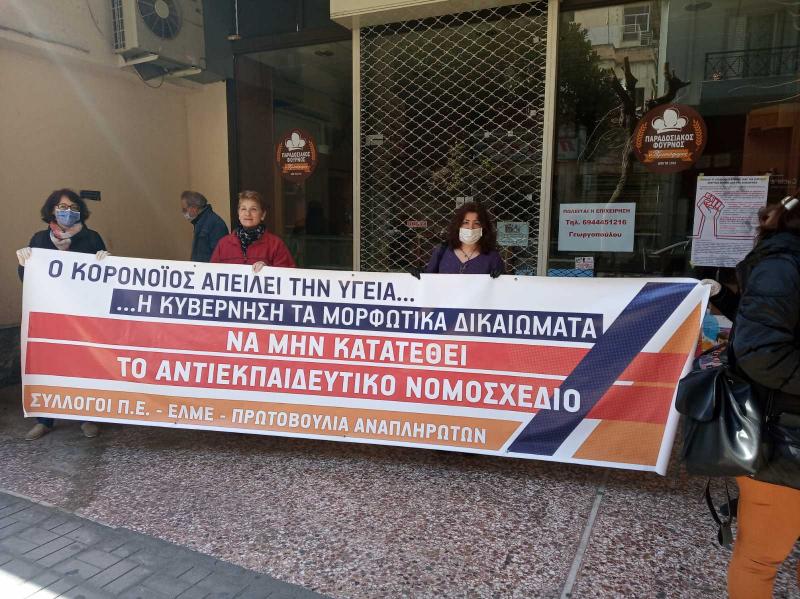 Ο ΚΟΡΟΝΟΪΟΣ ΑΠΕΙΛΕΙ ΤΗΝ ΥΓΕΙΑ...
...Η ΚΥΒΕΡΝΗΣΗ ΤΑ ΜΟΡΦΩΤΙΚΑ ΔΙΚΑΙΩΜΑΤΑ
ΝΑ ΜΗΝ ΚΑΤΑΤΕΘΕΙ
ΤΟ ΑΝΤΙΕΚΠΑΙΔΕΥΤΙΚΟ ΝΟΜΟΣΧΕΔΙΟ
ΣΥΛΛΟΓΟΙ Π.Ε. - ΕΛΜΕ - ΠΡΩΤΟΒΟΥΛΙΑ ΑΝΑΠΛΗΡΩΤΩΝ
ΠΑΡΑΔΟΣΙΑΚΟΣ
ΦΟΥΡΝΟΣ
ΠΑΡΑΔΟΣΙΑΚΟΣ
ΦΟΥΡΝΟΣ
ΠΩΛΕΙΤΑΙ Η ΕΠΙΧΕΙΡΗΣΗ
Τηλ. 6944451216
Γεωργοπούλου